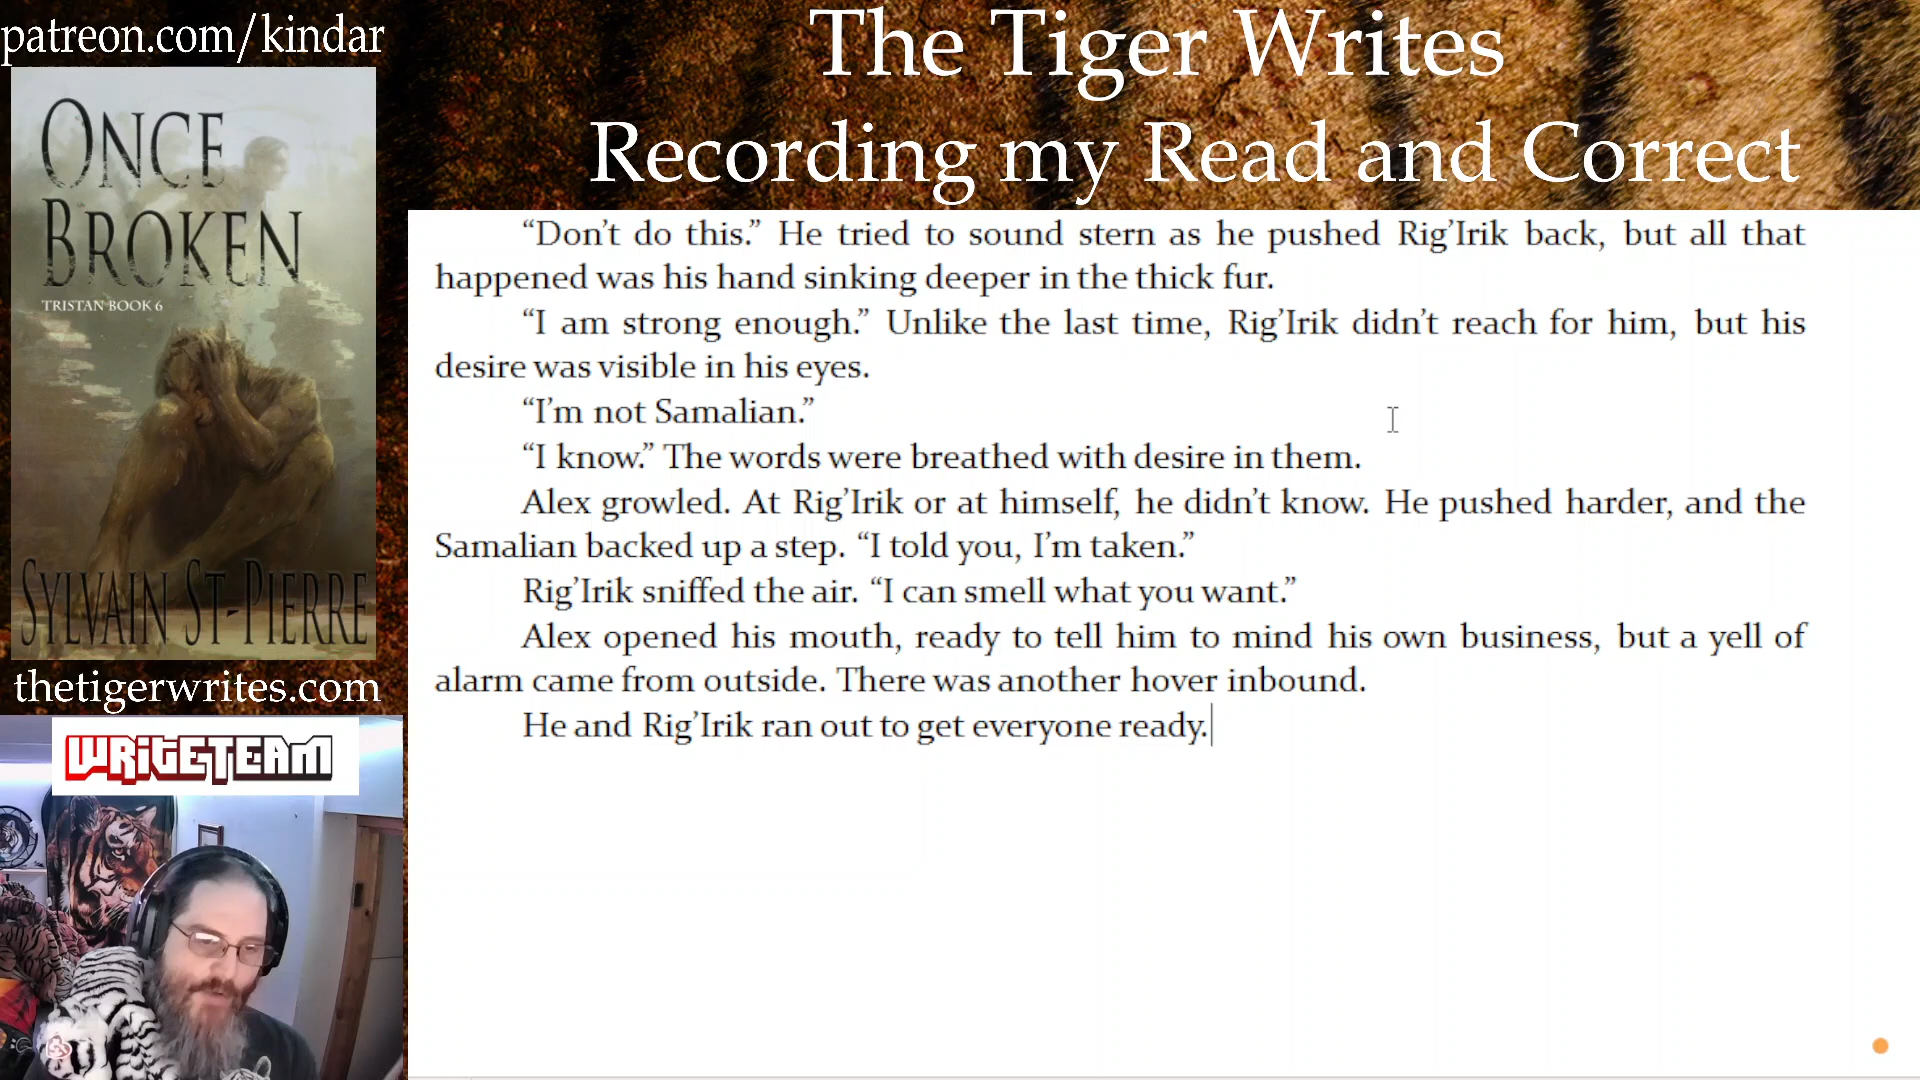 patreon.com/kindar
ONCE
BROKEN
TRISTAN BOOK 6
SYLVAIN ST-PIERRE
thetigerwrites.com
WRITETEAM
The Tiger Writes
Recording my Read and Correct
“Don’t do this.” He tried to sound stern as he pushed Rig’Irik back, but all that
happened was his hand sinking deeper in the thick fur.
“I am strong enough.” Unlike the last time, Rig’Irik didn’t reach for him, but his
desire was visible in his eyes.
“I’m not Samalian.”
“I know.” The words were breathed with desire in them.
Alex growled. At Rig’Irik or at himself, he didn’t know. He pushed harder, and the
Samalian backed up a step. “I told you, I’m taken.”
Rig’Irik sniffed the air. “I can smell what you want.”
Alex opened his mouth, ready to tell him to mind his own business, but a yell of
alarm came from outside. There was another hover inbound.
He and Rig’Irik ran out to get everyone ready.